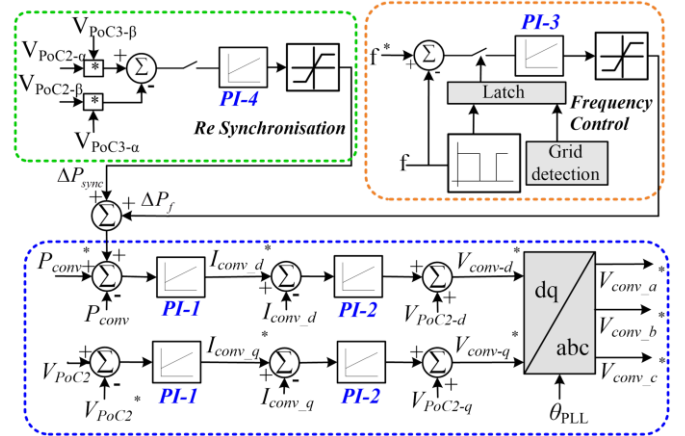 V_PoC3-β
V_PoC2-α
*
+
Σ
-
V_PoC2-β
*
V_PoC3-α
PI-4
Re Synchronisation
f*
+
Σ
-
PI-3
Latch
Frequency
Control
f
Grid
detection
ΔP_sync
+
Σ
+
ΔP_f
P_conv*
+
+
Σ
-
P_conv
PI-1
I_conv_d*
-
Σ
+
I_conv_d
PI-2
+
Σ
+
V_PoC2-d
V_conv-d*
dq
abc
V_conv_a*
V_conv_b*
V_conv_c*
V_PoC2
+
Σ
-
V_PoC2*
PI-1
I_conv_q*
-
Σ
+
I_conv_q
PI-2
+
Σ
+
V_PoC2-q
V_conv-q*
θ_PLL